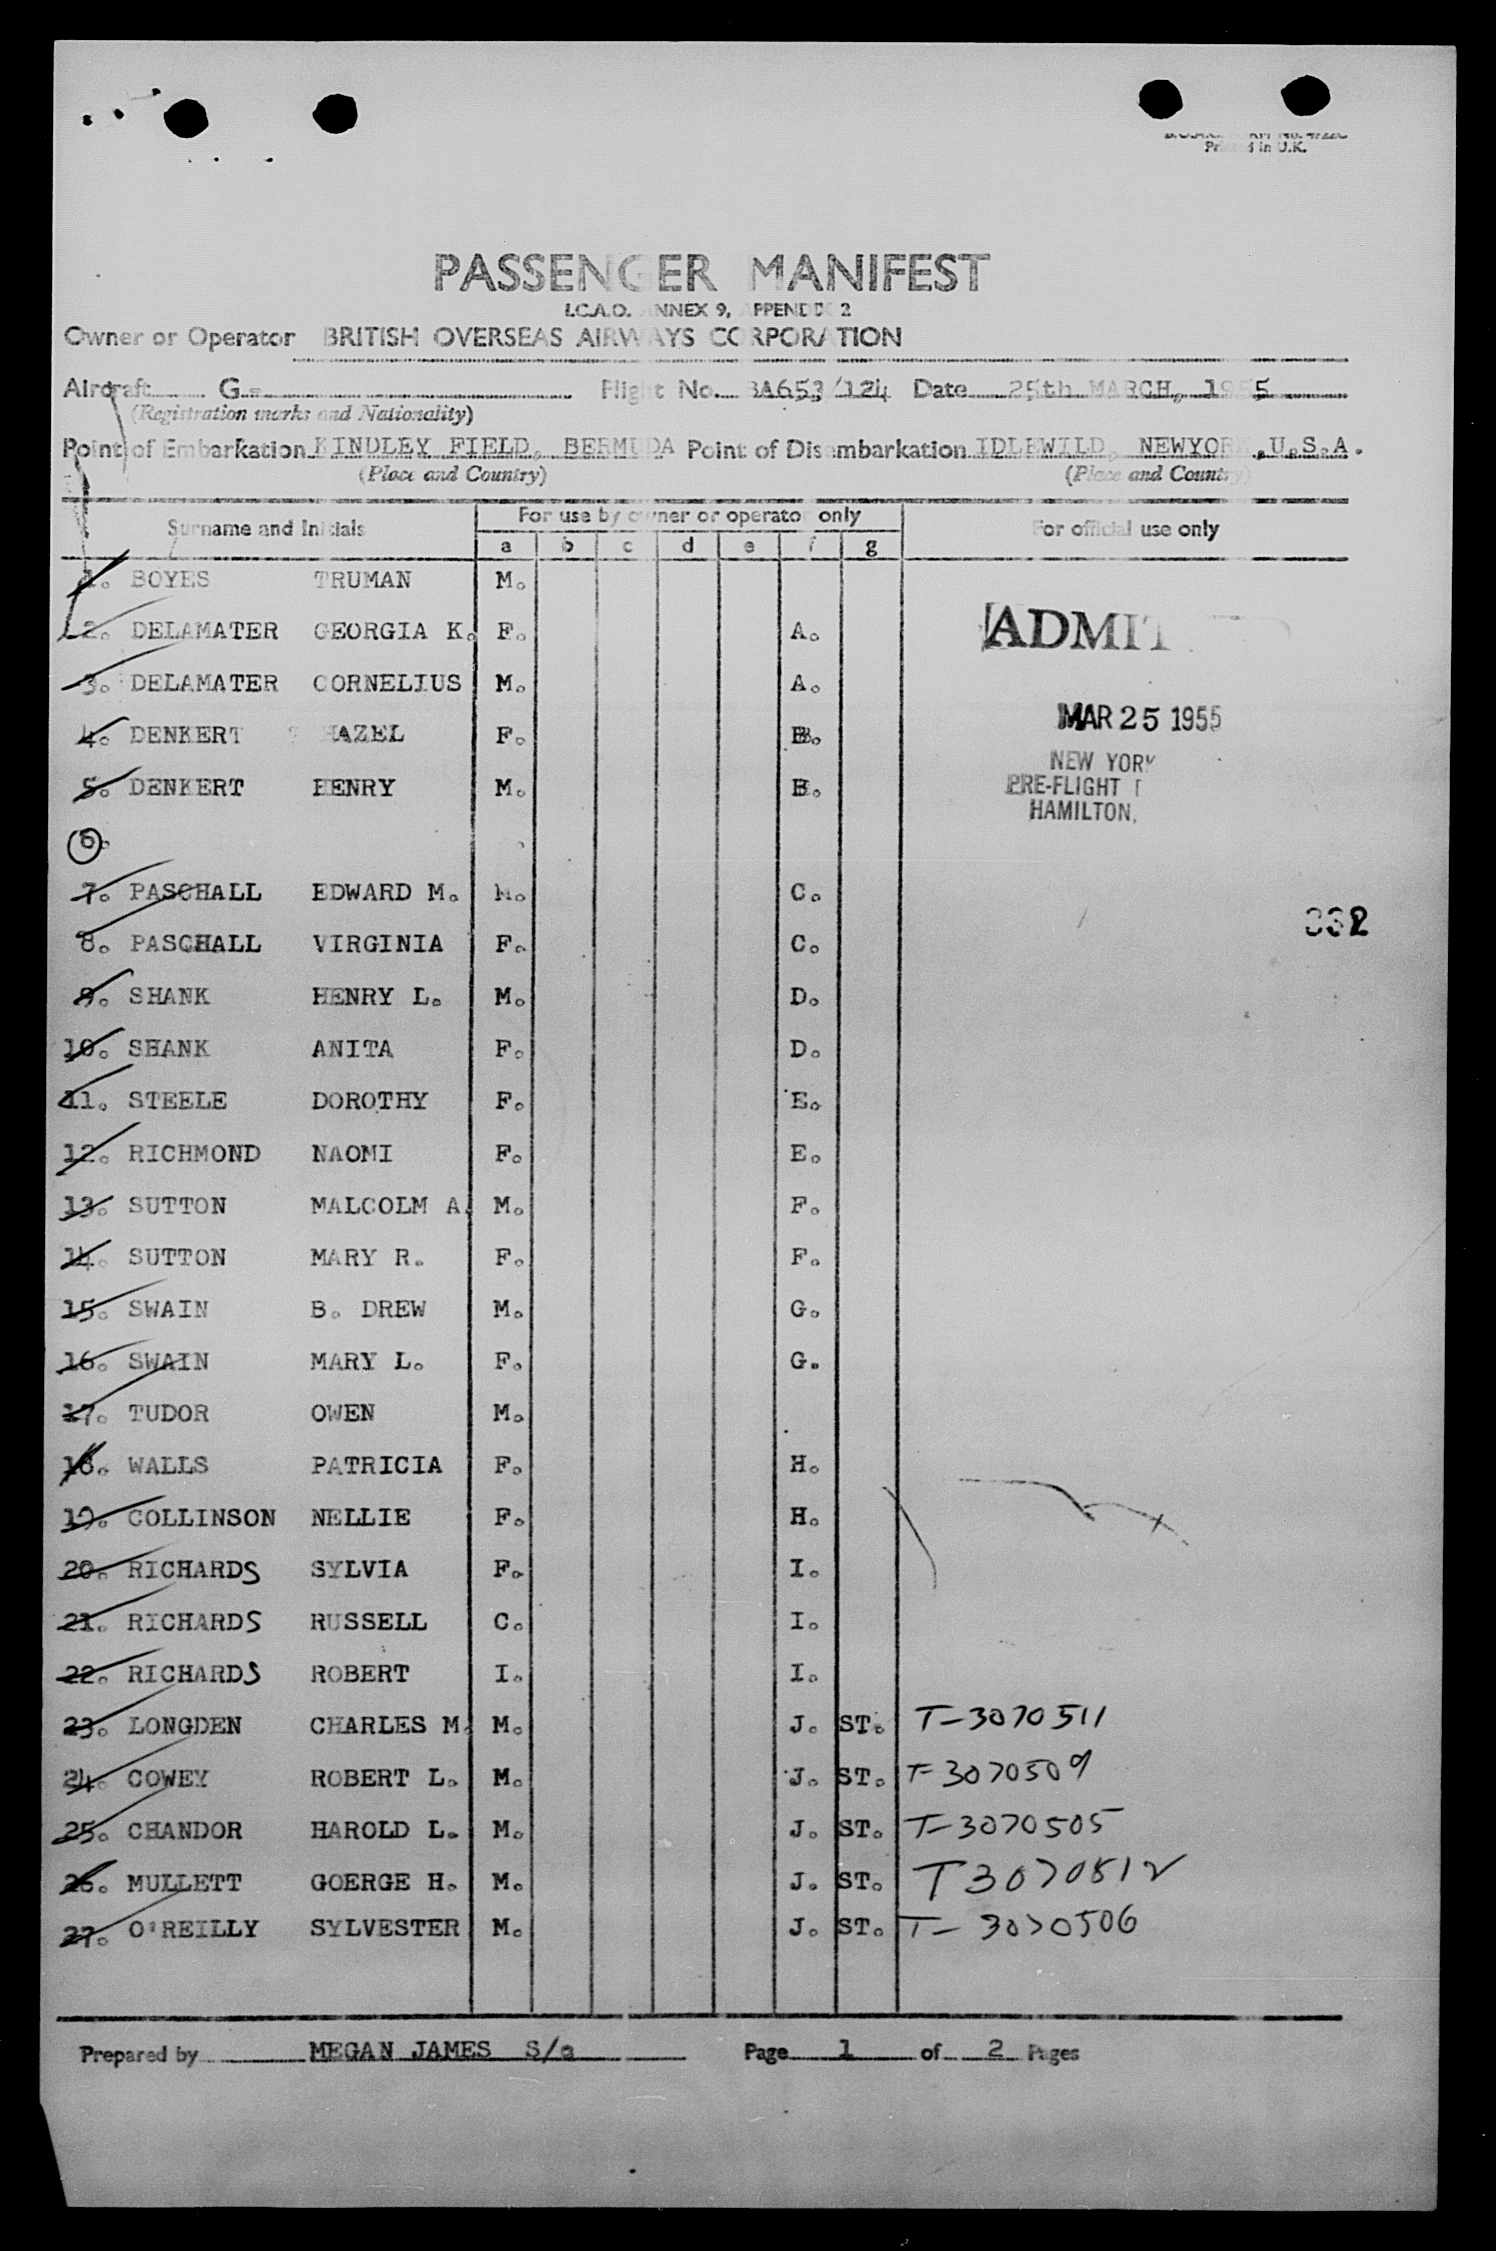 Printed in U.K.
PASSENGER MANIFEST
I.C.A.O. ANNEX 9, APPENDIX 2
Owner or Operator BRITISH OVERSEAS AIRWAYS CORPORATION
Aircraft G- Flight No. BA653/124 Date 25th MARCH, 1955
(Registration marks and Nationality)
Point of Embarkation KINDLEY FIELD, BERMUDA Point of Disembarkation IDLEWILD, NEWYORK,U.S.A.
(Place and Country) (Place and Country)
Surname and Initials For use by owner or operator only For official use only
a b c d e f g
1. BOYES TRUMAN M.
2. DELAMATER GEORGIA K. F. A. ADMIT
3. DELAMATER CORNELIUS M. A.
MAR 25 1955
4. DENKERT HAZEL F. B.
NEW YORK
5. DENKERT HENRY M. B. PRE-FLIGHT
HAMILTON,
6.
7. PASCHALL EDWARD M. M. C.
332
8. PASCHALL VIRGINIA F. C.
9. SHANK HENRY L. M. D.
10. SHANK ANITA F. D.
11. STEELE DOROTHY F. E.
12. RICHMOND NAOMI F. E.
13. SUTTON MALCOLM A. M. F.
14. SUTTON MARY R. F. F.
15. SWAIN B. DREW M. G.
16. SWAIN MARY L. F. G.
17. TUDOR OWEN M.
18. WALLS PATRICIA F. H.
19. COLLINSON NELLIE F. H.
20. RICHARDS SYLVIA F. I.
21. RICHARDS RUSSELL C. I.
22. RICHARDS ROBERT I. I.
23. LONGDEN CHARLES M. M. J. ST. T-3070511
24. COWEY ROBERT L. M. J. ST. T-3070509
25. CHANDOR HAROLD L. M. J. ST. T-3070505
26. MULLETT GOERGE H. M. J. ST. T3070512
27. O'REILLY SYLVESTER M. J. ST. T-3070506
Prepared by MEGAN JAMES S/a Page 1 of 2 Pages